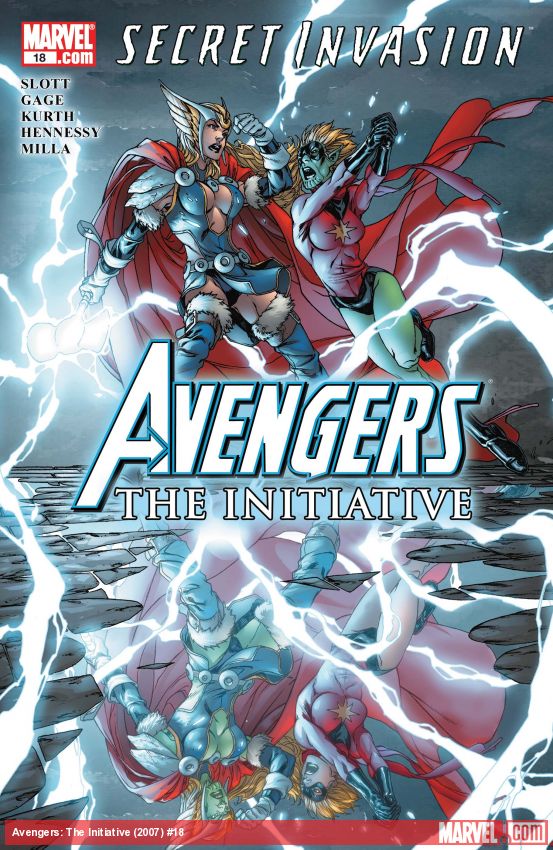 MARVEL
18 .com
SECRET INVASION
SLOTT
GAGE
KURTH
HENNESSY
MILLA
AVENGERS
THE INITIATIVE
Avengers: The Initiative (2007) #18
MARVEL.com